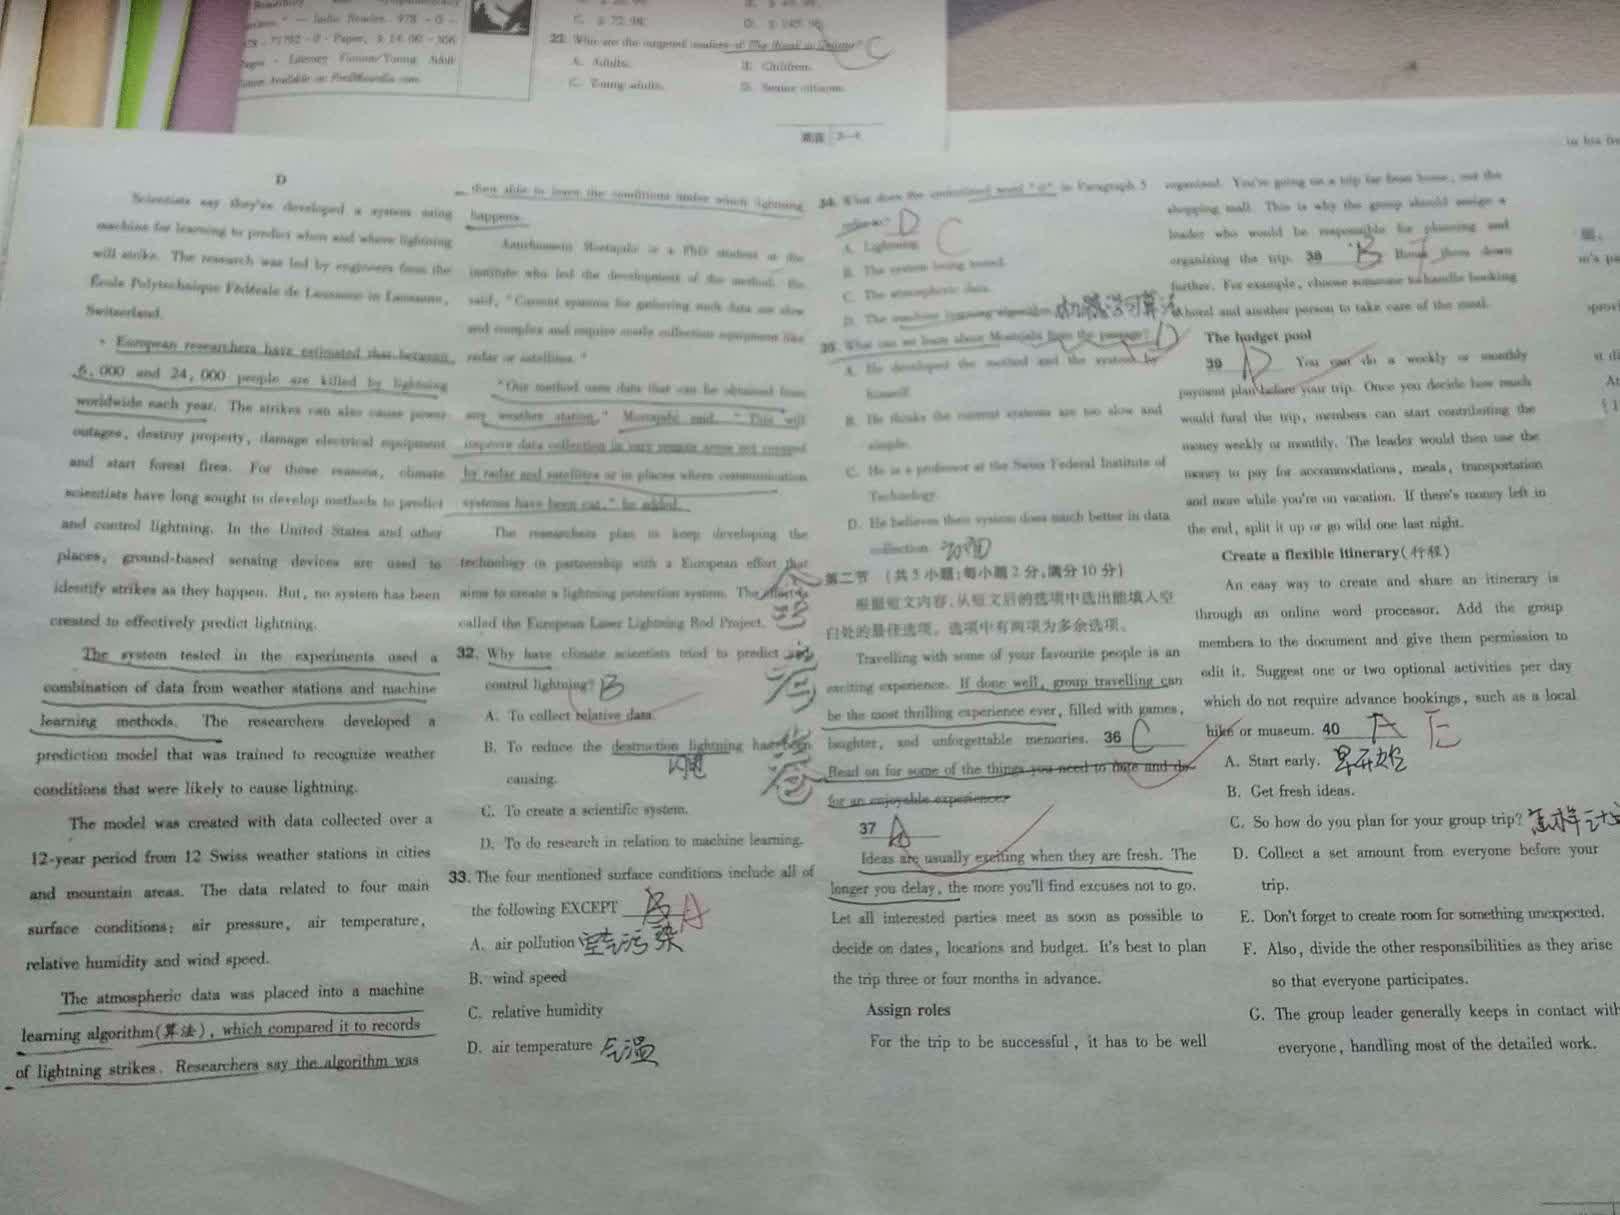 C. $ 72.98.
22. Who are the targeted readers of The Road to
C
A. Adults.
B. Children.
C. Young adults.
D. Senior citizens.
D
Scientists say they've developed a system using
machine for learning to predict when and where lightning
will strike. The research was led by engineers from the
École Polytechnique Fédérale de Lausanne in Lausanne,
Switzerland.
European researchers have estimated that between
6,000 and 24,000 people are killed by lightning
worldwide each year. The strikes can also cause power
outages, destroy property, damage electrical equipment
and start forest fires. For those reasons, climate
scientists have long sought to develop methods to predict
and control lightning. In the United States and other
places, ground-based sensing devices are used to
identify strikes as they happen. But, no system has been
created to effectively predict lightning.
The system tested in the experiments used a
combination of data from weather stations and machine
learning methods. The researchers developed a
prediction model that was trained to recognize weather
conditions that were likely to cause lightning.
The model was created with data collected over a
12-year period from 12 Swiss weather stations in cities
and mountain areas. The data related to four main
surface conditions: air pressure, air temperature,
relative humidity and wind speed.
The atmospheric data was placed into a machine
learning algorithm(算法), which compared it to records
of lightning strikes. Researchers say the algorithm was
then able to learn the conditions under which lightning
happens.
Amirhossein Mostajabi is a PhD student at the
institute who led the development of the method. He
said, "Current systems for gathering such data are slow
and complex and require costly collection equipment like
radar or satellites."
"Our method uses data that can be obtained from
any weather station," Mostajabi said. "This will
improve data collection in very remote areas not covered
by radar and satellites or in places where communication
systems have been cut," he added.
The researchers plan to keep developing the
technology in partnership with a European effort that
aims to create a lightning protection system. The effort is
called the European Laser Lightning Rod Project.
32. Why have climate scientists tried to predict and
control lightning? B
A. To collect relative data.
B. To reduce the destruction lightning has been
causing.
闪电
C. To create a scientific system.
D. To do research in relation to machine learning.
33. The four mentioned surface conditions include all of
the following EXCEPT B A
A. air pollution 空气污染
B. wind speed
C. relative humidity
D. air temperature 气温
34. What does the underlined word "it" in Paragraph 5
refer to? D C
A. Lightning.
B. The system being tested.
C. The atmospheric data.
D. The machine learning algorithm. 机器学习算法
35. What can we learn about Mostajabi from the passage? D
A. He developed the method and the system by
himself.
B. He thinks the current systems are too slow and
simple.
C. He is a professor at the Swiss Federal Institute of
Technology.
D. He believes their system does much better in data
collection.
第二节 (共5小题;每小题2分,满分10分)
根据短文内容,从短文后的选项中选出能填入空
白处的最佳选项。选项中有两项为多余选项。
Travelling with some of your favourite people is an
exciting experience. If done well, group travelling can
be the most thrilling experience ever, filled with games,
laughter, and unforgettable memories. 36 C
Read on for some of the things you need to note and do
for an enjoyable experience.
37 A
Ideas are usually exciting when they are fresh. The
longer you delay, the more you'll find excuses not to go.
Let all interested parties meet as soon as possible to
decide on dates, locations and budget. It's best to plan
the trip three or four months in advance.
Assign roles
For the trip to be successful, it has to be well
organised. You're going on a trip far from home, not the
shopping mall. This is why the group should assign a
leader who would be responsible for planning and
organizing the trip. 38 B F Break them down
further. For example, choose someone to handle booking
a hotel and another person to take care of the meal.
The budget pool
39 D You can do a weekly or monthly
payment plan before your trip. Once you decide how much
would fund the trip, members can start contributing the
money weekly or monthly. The leader would then use the
money to pay for accommodations, meals, transportation
and more while you're on vacation. If there's money left in
the end, split it up or go wild one last night.
Create a flexible itinerary(行程)
An easy way to create and share an itinerary is
through an online word processor. Add the group
members to the document and give them permission to
edit it. Suggest one or two optional activities per day
which do not require advance bookings, such as a local
hike or museum. 40 A E
A. Start early. 早开始
B. Get fresh ideas.
C. So how do you plan for your group trip? 怎样计划
D. Collect a set amount from everyone before your
trip.
E. Don't forget to create room for something unexpected.
F. Also, divide the other responsibilities as they arise
so that everyone participates.
G. The group leader generally keeps in contact with
everyone, handling most of the detailed work.